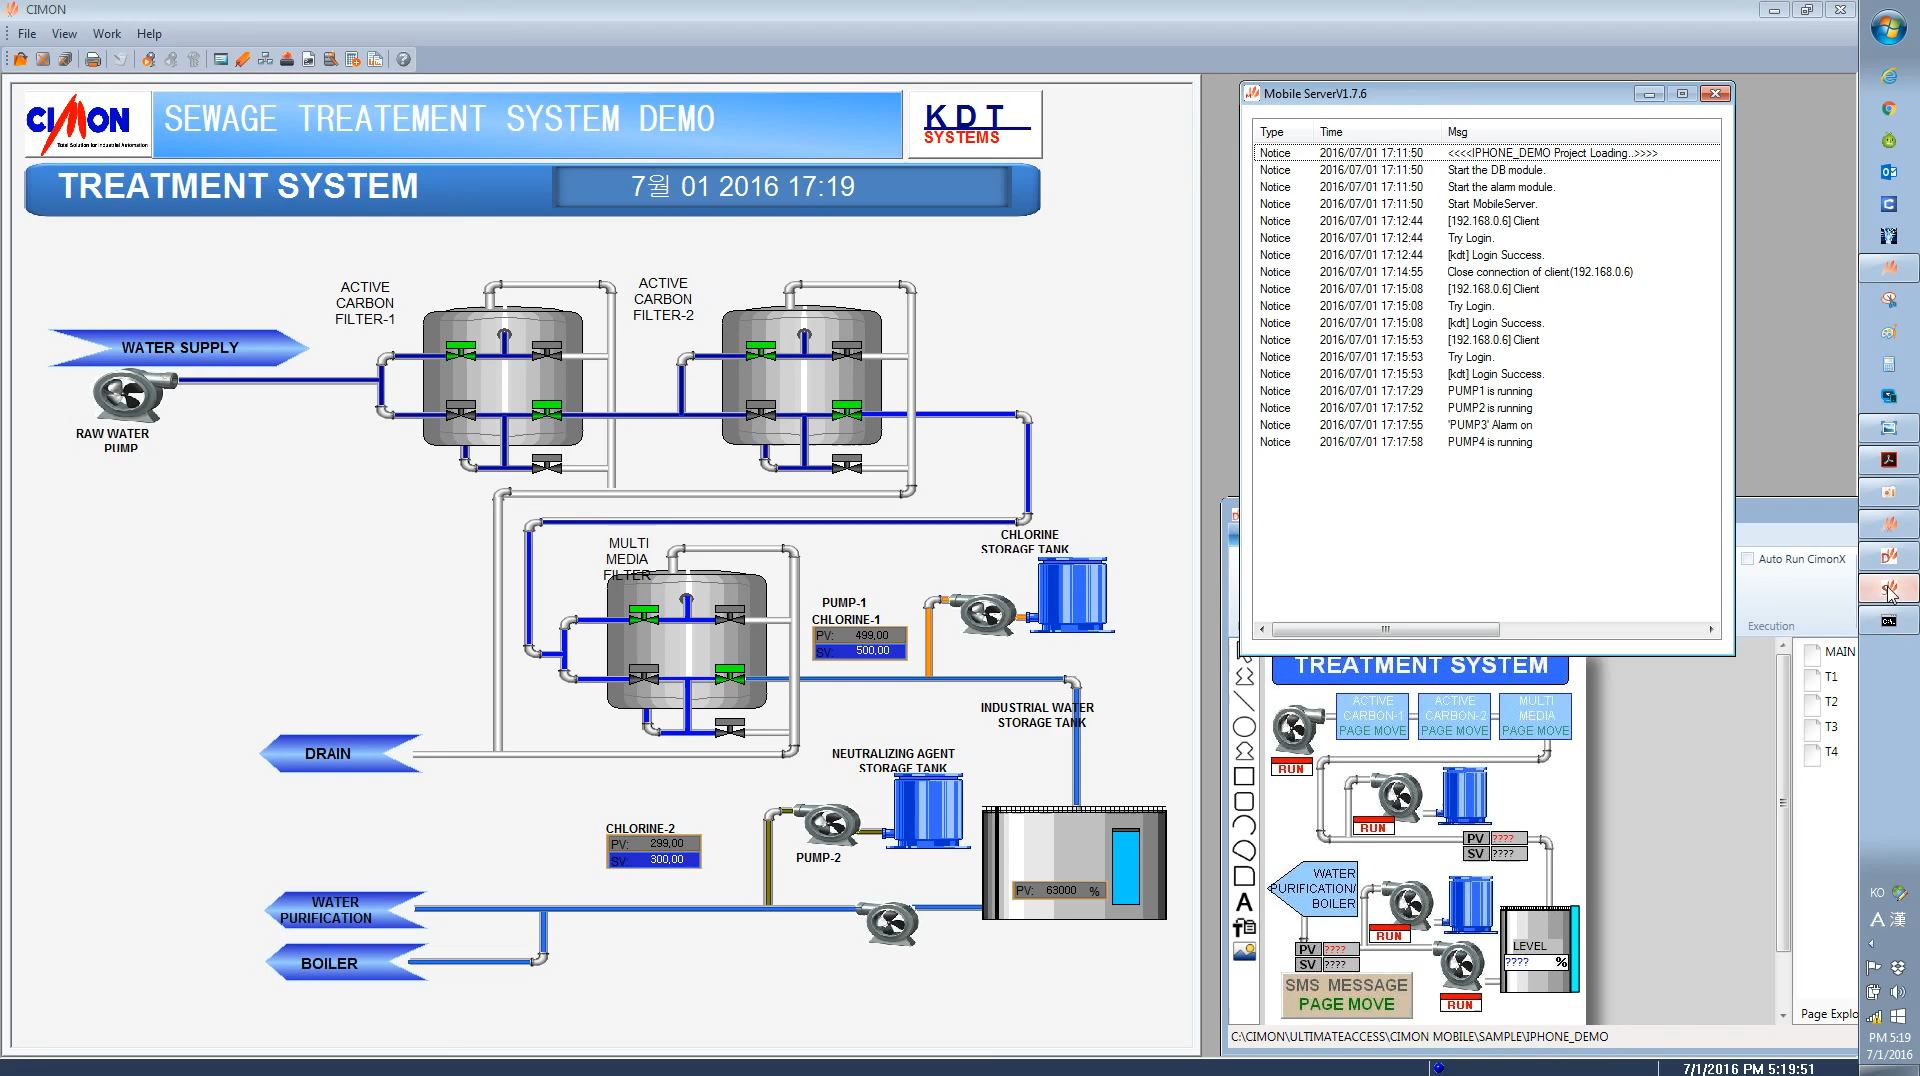 CIMON
File View Work Help
CIMON
Total Solution for Industrial Automation
SEWAGE TREATEMENT SYSTEM DEMO
KDT
SYSTEMS
TREATMENT SYSTEM
7월 01 2016 17:19
ACTIVE
CARBON
FILTER-1
ACTIVE
CARBON
FILTER-2
WATER SUPPLY
RAW WATER
PUMP
MULTI
MEDIA
FILTER
CHLORINE
STORAGE TANK
PUMP-1
CHLORINE-1
PV: 499,00
SV: 500,00
INDUSTRIAL WATER
STORAGE TANK
DRAIN
NEUTRALIZING AGENT
STORAGE TANK
CHLORINE-2
PV: 299,00
SV: 300,00
PUMP-2
PV: 63000 %
WATER
PURIFICATION
BOILER
Mobile ServerV1.7.6
Type Time Msg
Notice 2016/07/01 17:11:50 <<<<IPHONE_DEMO Project Loading..>>>>
Notice 2016/07/01 17:11:50 Start the DB module.
Notice 2016/07/01 17:11:50 Start the alarm module.
Notice 2016/07/01 17:11:50 Start MobileServer.
Notice 2016/07/01 17:12:44 [192.168.0.6] Client
Notice 2016/07/01 17:12:44 Try Login.
Notice 2016/07/01 17:12:44 [kdt] Login Success.
Notice 2016/07/01 17:14:55 Close connection of client(192.168.0.6)
Notice 2016/07/01 17:15:08 [192.168.0.6] Client
Notice 2016/07/01 17:15:08 Try Login.
Notice 2016/07/01 17:15:08 [kdt] Login Success.
Notice 2016/07/01 17:15:53 [192.168.0.6] Client
Notice 2016/07/01 17:15:53 Try Login.
Notice 2016/07/01 17:15:53 [kdt] Login Success.
Notice 2016/07/01 17:17:29 PUMP1 is running
Notice 2016/07/01 17:17:52 PUMP2 is running
Notice 2016/07/01 17:17:55 'PUMP3' Alarm on
Notice 2016/07/01 17:17:58 PUMP4 is running
Auto Run CimonX
Execution
MAIN
T1
T2
T3
T4
Page Explo
TREATMENT SYSTEM
ACTIVE
CARBON-1
PAGE MOVE
ACTIVE
CARBON-2
PAGE MOVE
MULTI
MEDIA
PAGE MOVE
RUN
RUN
PV ????
SV ????
WATER
PURIFICATION/
BOILER
RUN
PV ????
SV ????
LEVEL
???? %
SMS MESSAGE
PAGE MOVE
RUN
C:\CIMON\ULTIMATEACCESS\CIMON MOBILE\SAMPLE\IPHONE_DEMO
7/1/2016 PM 5:19:51
KO
A 漢
PM 5:19
7/1/2016